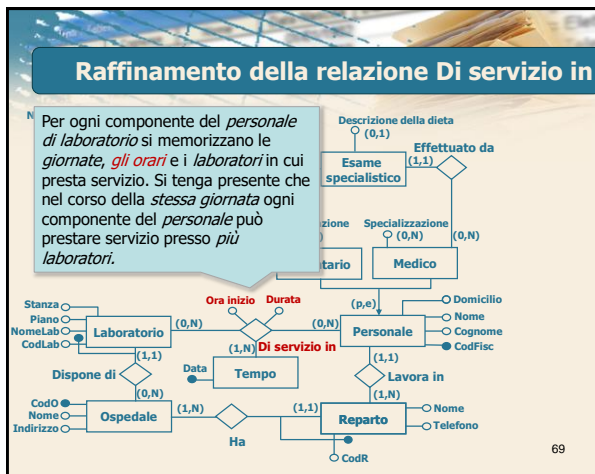 Raffinamento della relazione Di servizio in
N
Per ogni componente del personale
di laboratorio si memorizzano le
giornate, gli orari e i laboratori in cui
presta servizio. Si tenga presente che
nel corso della stessa giornata ogni
componente del personale può
prestare servizio presso più
laboratori.
Descrizione della dieta
(0,1)
Effettuato da
Esame
specialistico
(1,1)
zione
Specializzazione
(0,N)
(0,N)
tario
Medico
Stanza
Piano
NomeLab
CodLab
Laboratorio
(0,N)
Ora inizio
Durata
(0,N)
(p,e)
Personale
Domicilio
Nome
Cognome
CodFisc
(1,N)
Di servizio in
(1,1)
Dispone di
Data
Tempo
(1,1)
Lavora in
(0,N)
(1,N)
CodO
Nome
Indirizzo
Ospedale
(1,N)
Ha
(1,1)
Reparto
Nome
Telefono
CodR
69